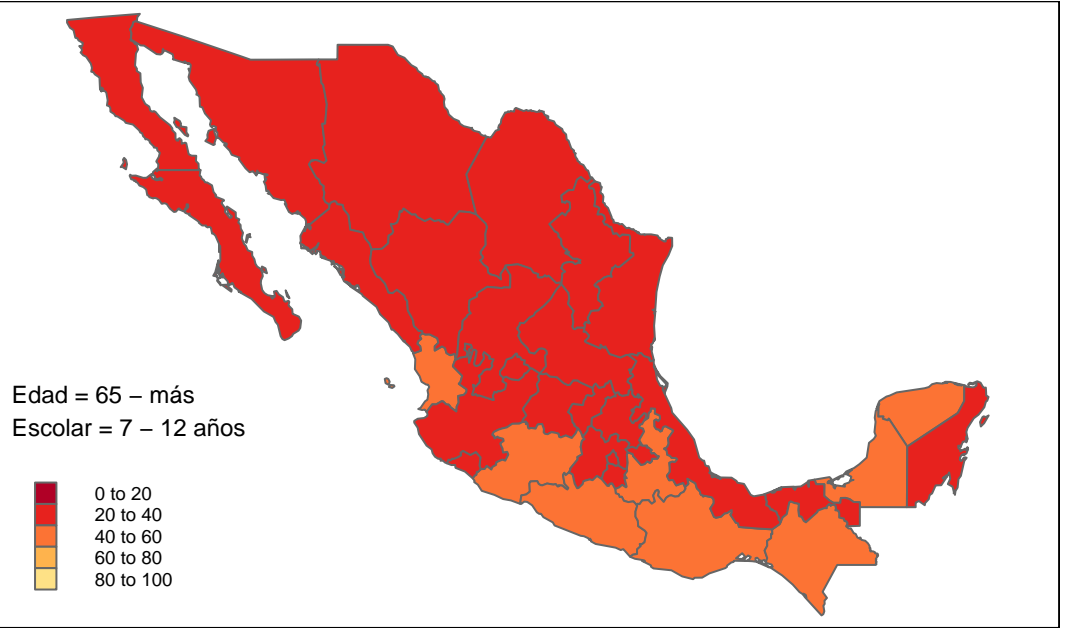 Edad = 65 − más
Escolar = 7 − 12 años
0 to 20
20 to 40
40 to 60
60 to 80
80 to 100